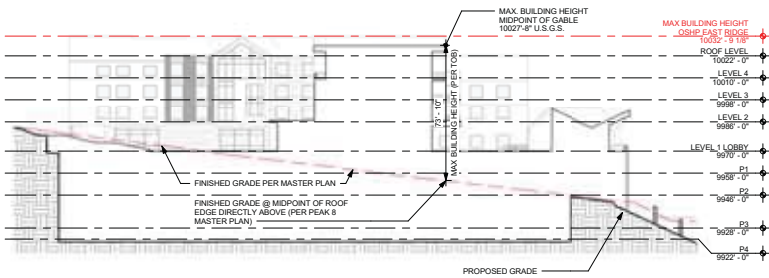 MAX. BUILDING HEIGHT
MIDPOINT OF GABLE
10027'-8" U.S.G.S.
MAX BUILDING HEIGHT
OSHP EAST RIDGE
10032' - 9 1/8"
ROOF LEVEL
10022' - 0"
LEVEL 4
10010' - 0"
LEVEL 3
9998' - 0"
LEVEL 2
9986' - 0"
LEVEL 1 LOBBY
9970' - 0"
P1
9958' - 0"
P2
9946' - 0"
P3
9928' - 0"
P4
9922' - 0"
73' - 10"
MAX BUILDING HEIGHT (PER TOB)
FINISHED GRADE PER MASTER PLAN
FINISHED GRADE @ MIDPOINT OF ROOF
EDGE DIRECTLY ABOVE (PER PEAK 8
MASTER PLAN)
PROPOSED GRADE